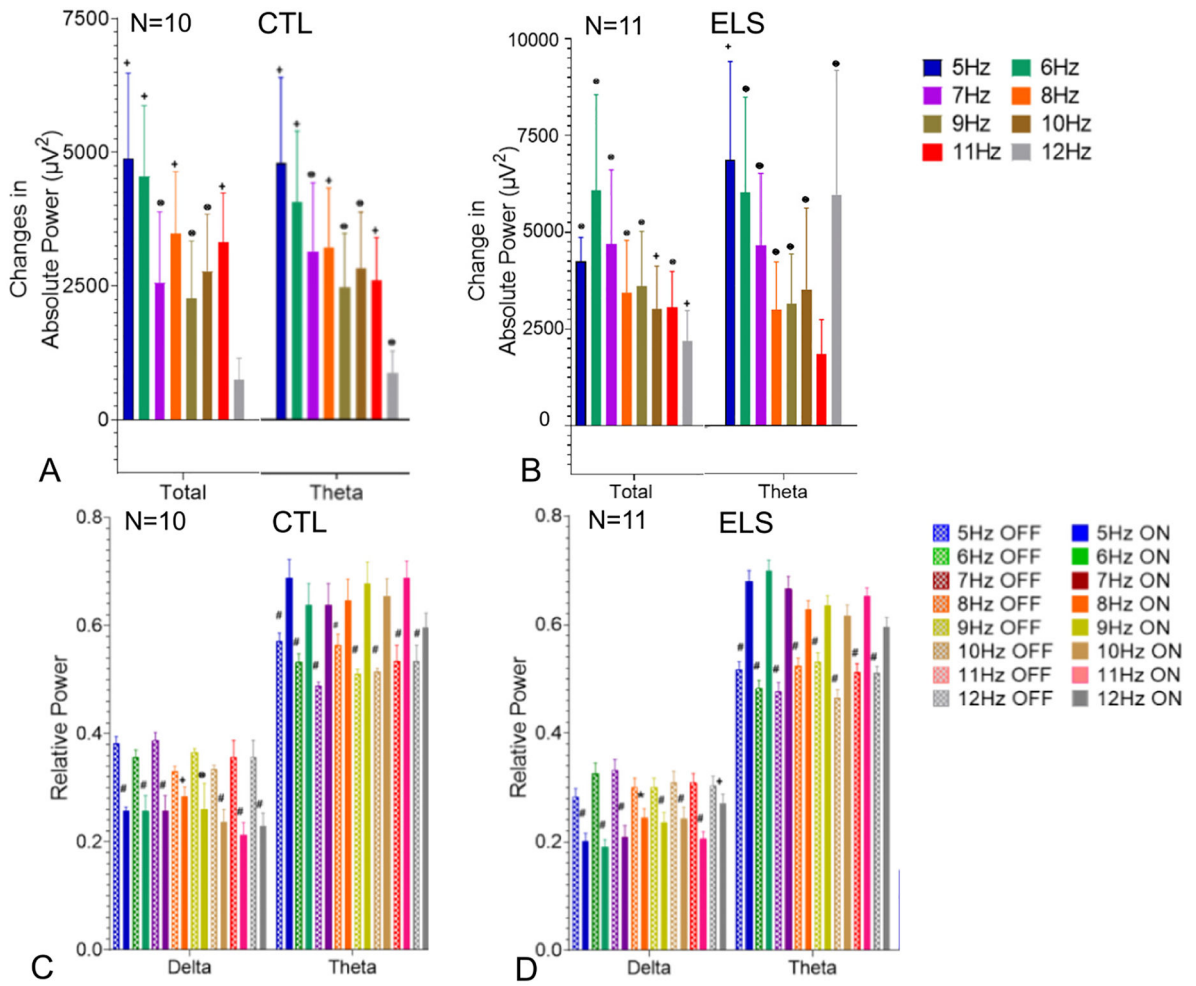 7500
N=10
CTL
5000
2500
0
Changes in
Absolute Power (µV²)
Total
Theta
A
10000
N=11
ELS
7500
5000
2500
0
Change in
Absolute Power (µV²)
Total
Theta
B
5Hz
6Hz
7Hz
8Hz
9Hz
10Hz
11Hz
12Hz
0.8
N=10
CTL
0.6
0.4
0.2
0.0
Relative Power
Delta
Theta
C
0.8
N=11
ELS
0.6
0.4
0.2
0.0
Relative Power
Delta
Theta
D
5Hz OFF
5Hz ON
6Hz OFF
6Hz ON
7Hz OFF
7Hz ON
8Hz OFF
8Hz ON
9Hz OFF
9Hz ON
10Hz OFF
10Hz ON
11Hz OFF
11Hz ON
12Hz OFF
12Hz ON